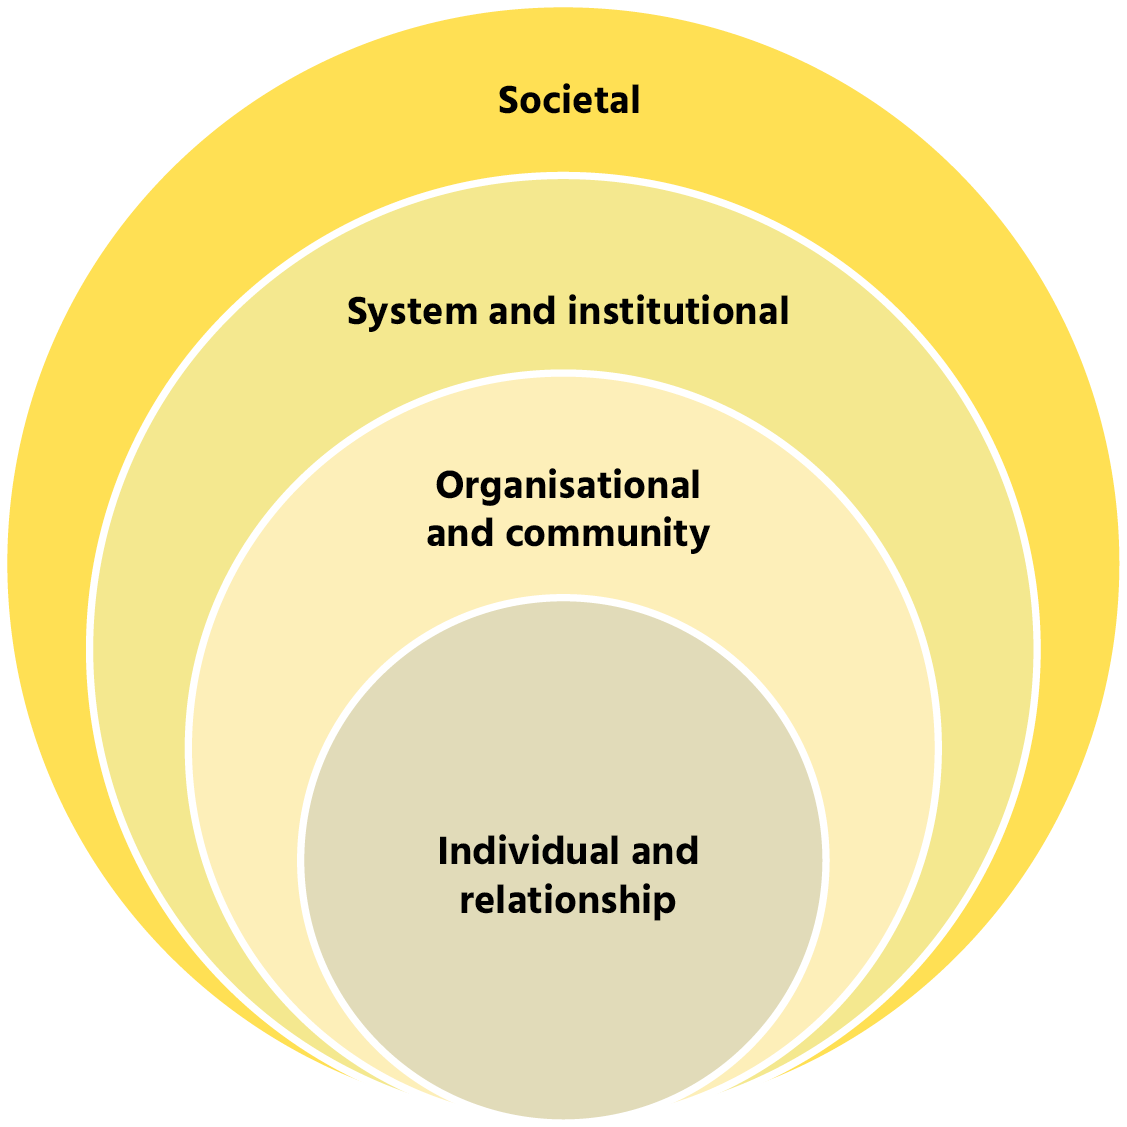 Societal
System and institutional
Organisational
and community
Individual and
relationship